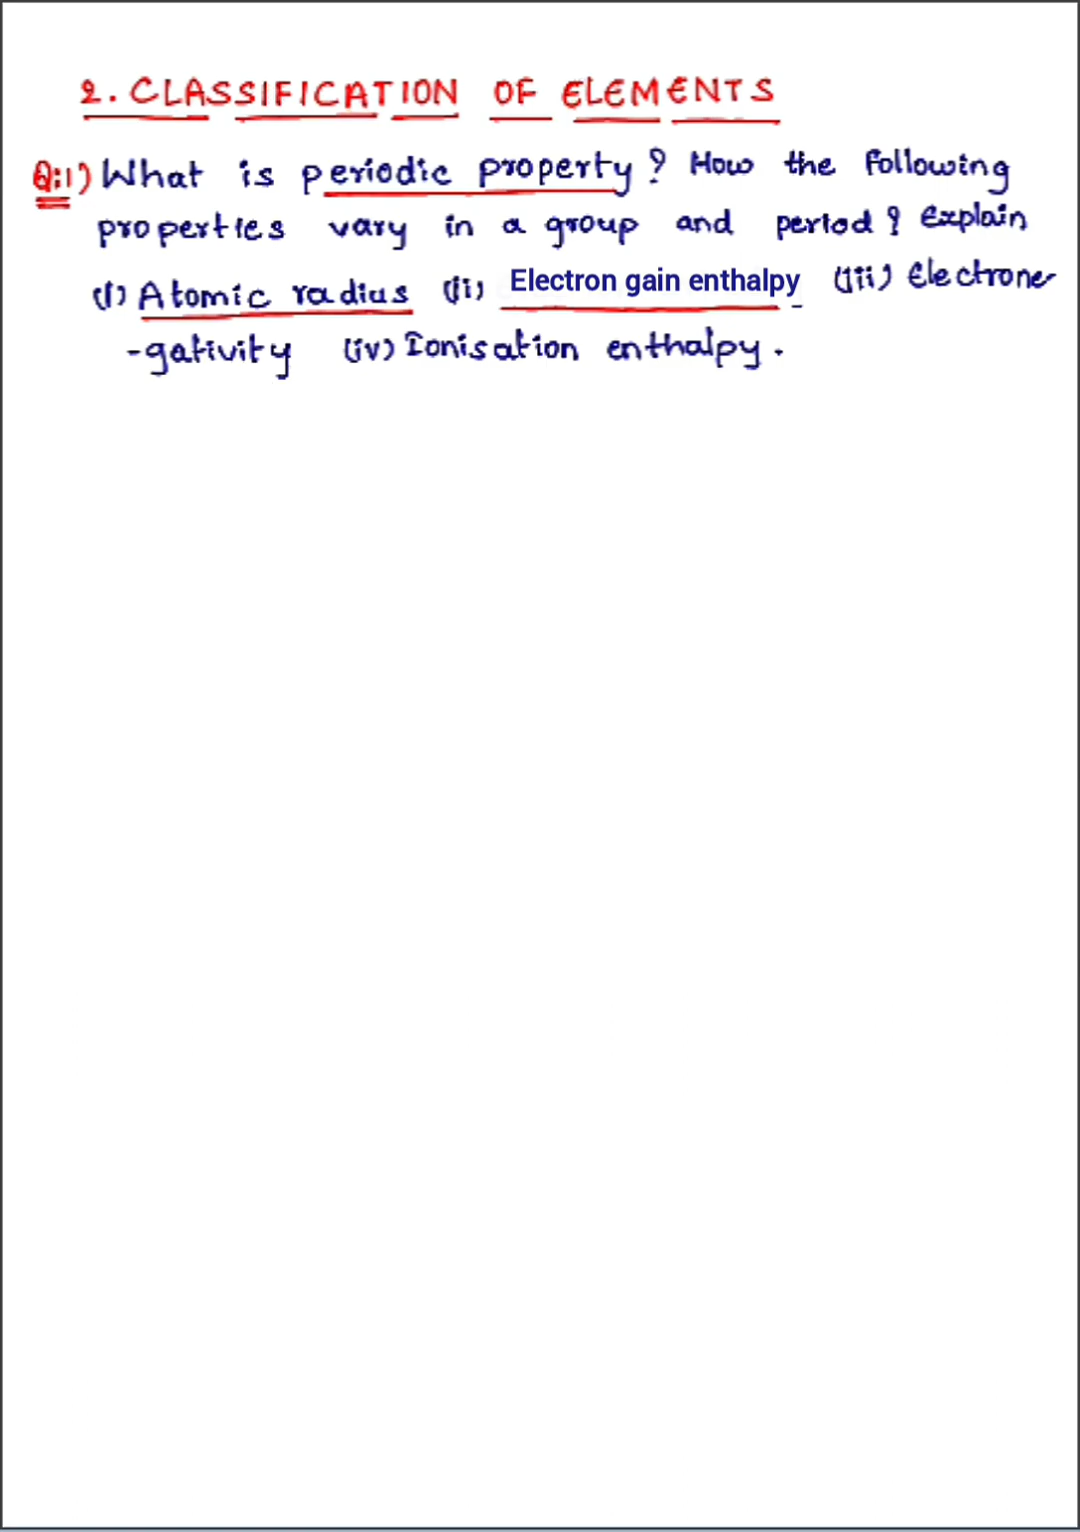 2. CLASSIFICATION OF ELEMENTS
Q:1) What is periodic property? How the following
properties vary in a group and period? Explain
(i) Atomic radius (ii) Electron gain enthalpy (iii) Electrone-
-gativity (iv) Ionisation enthalpy.